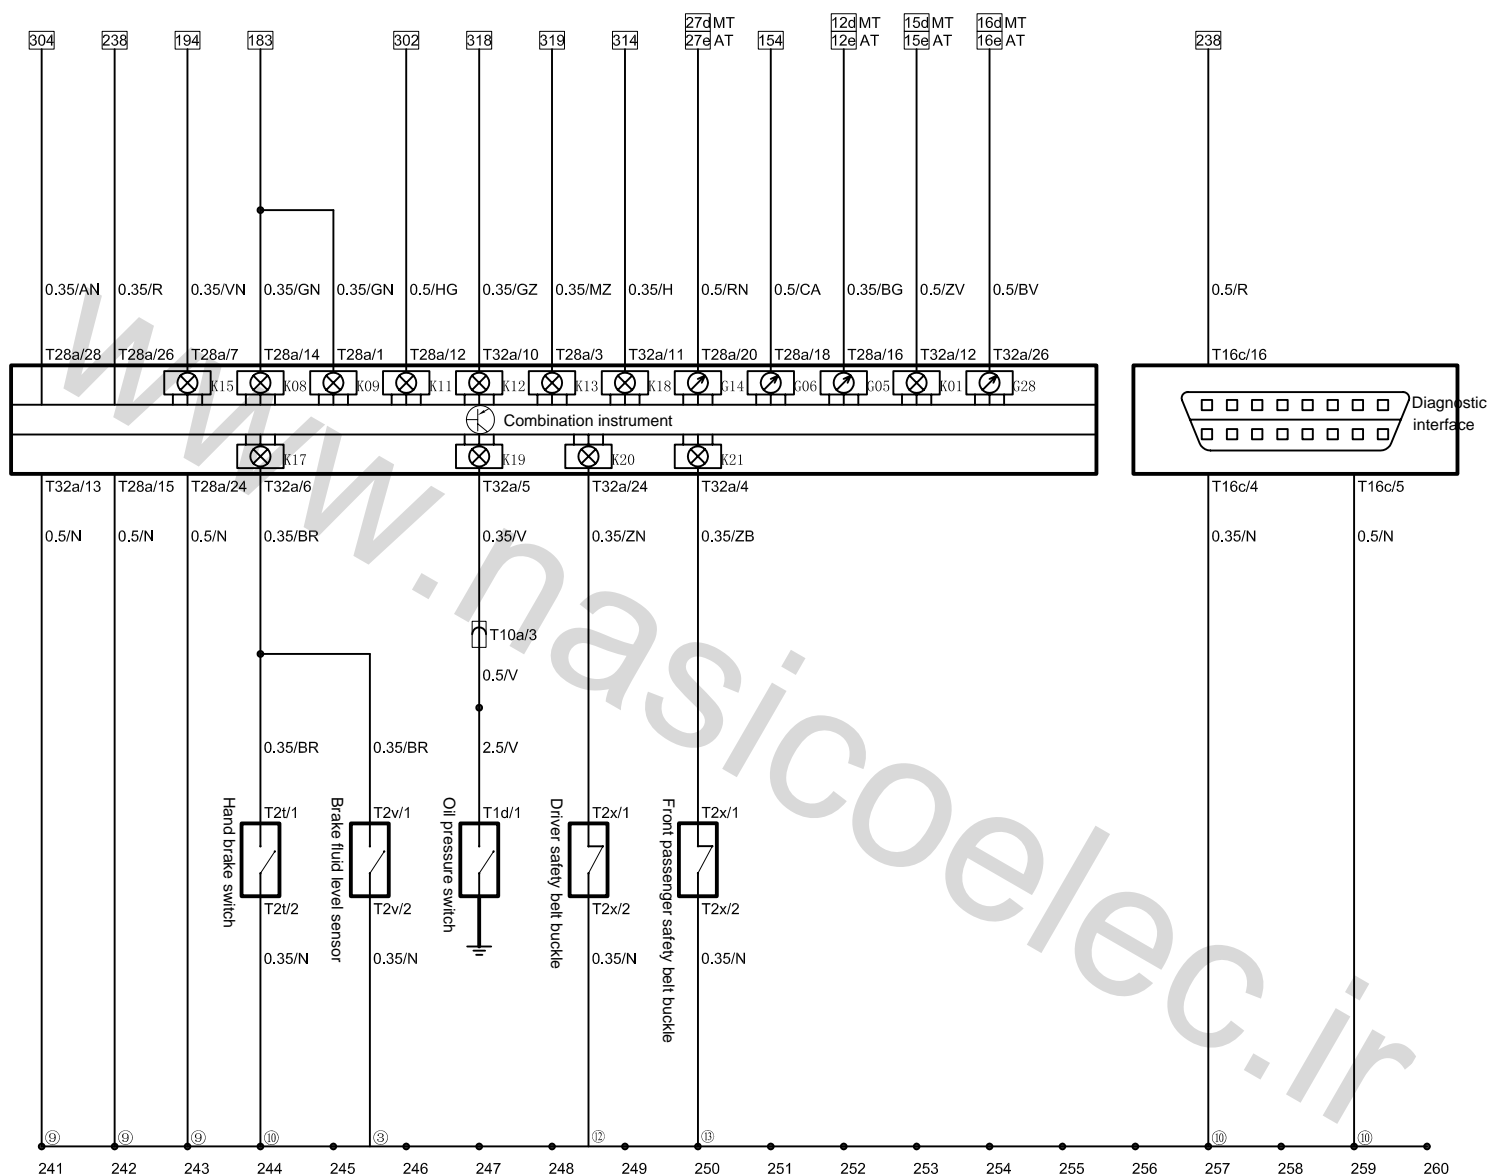 27d MT 12d MT 15d MT 16d MT
304 238 194 183 302 318 319 314 27e AT 154 12e AT 15e AT 16e AT 238
0.35/AN 0.35/R 0.35/VN 0.35/GN 0.35/GN 0.5/HG 0.35/GZ 0.35/MZ 0.35/H 0.5/RN 0.5/CA 0.35/BG 0.5/ZV 0.5/BV 0.5/R
T28a/28 T28a/26 T28a/7 T28a/14 T28a/1 T28a/12 T32a/10 T28a/3 T32a/11 T28a/20 T28a/18 T28a/16 T32a/12 T32a/26 T16c/16
K15 K08 K09 K11 K12 K13 K18 G14 G06 G05 K01 G28
Combination instrument
Diagnostic
interface
K17 K19 K20 K21
T32a/13 T28a/15 T28a/24 T32a/6 T32a/5 T32a/24 T32a/4 T16c/4 T16c/5
0.5/N 0.5/N 0.5/N 0.35/BR 0.35/V 0.35/ZN 0.35/ZB 0.35/N 0.5/N
T10a/3
0.5/V
0.35/BR 0.35/BR 2.5/V
T2t/1 T2v/1 T1d/1 T2x/1 T2x/1
Hand brake switch
Brake fluid level sensor
Oil pressure switch
Driver safety belt buckle
Front passenger safety belt buckle
T2t/2 T2v/2 T2x/2 T2x/2
0.35/N 0.35/N 0.35/N 0.35/N
⑨ ⑨ ⑨ ⑩ ③ ⑫ ⑬ ⑩ ⑩
241 242 243 244 245 246 247 248 249 250 251 252 253 254 255 256 257 258 259 260
www.nasicoelec.ir